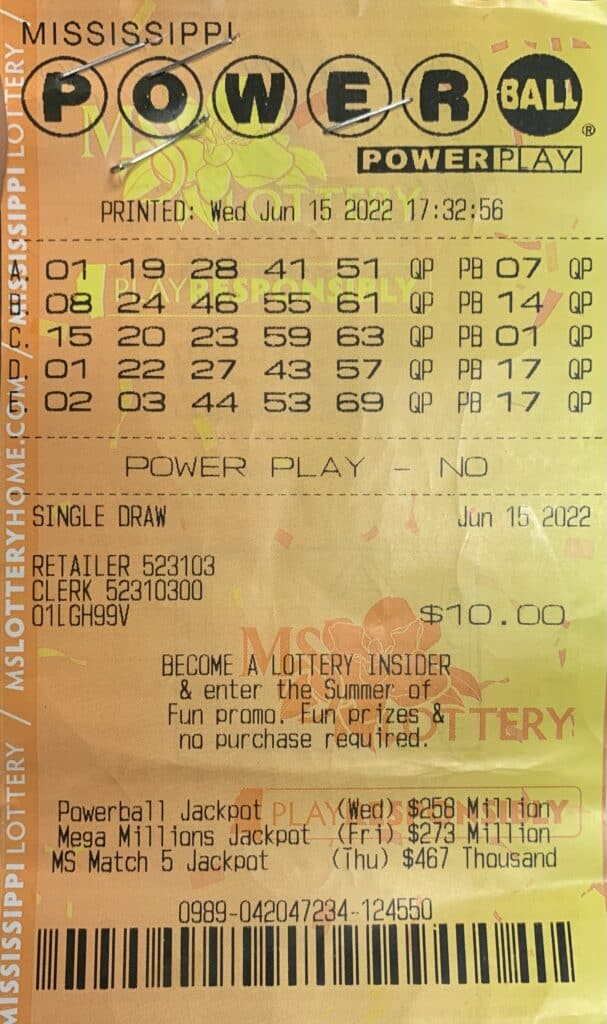 MISSISSIPPI
POWER BALL ®
POWERPLAY
MS LOTTERY
PRINTED: Wed Jun 15 2022 17:32:56
A. 01 19 28 41 51 QP PB 07 QP
PLAY RESPONSIBLY
B. 08 24 46 55 61 QP PB 14 QP
C. 15 20 23 59 63 QP PB 01 QP
D. 01 22 27 43 57 QP PB 17 QP
E. 02 03 44 53 69 QP PB 17 QP
POWER PLAY - NO
SINGLE DRAW Jun 15 2022
RETAILER 523103
CLERK 52310300
01LGH99V $10.00
MS LOTTERY
BECOME A LOTTERY INSIDER
& enter the Summer of
Fun promo. Fun prizes &
no purchase required.
PLAY RESPONSIBLY
Powerball Jackpot (Wed) $258 Million
Mega Millions Jackpot (Fri) $273 Million
MS Match 5 Jackpot (Thu) $467 Thousand
0989-042047234-124550
MISSISSIPPI LOTTERY / MSLOTTERYHOME.COM / MISSISSIPPI LOTTERY /